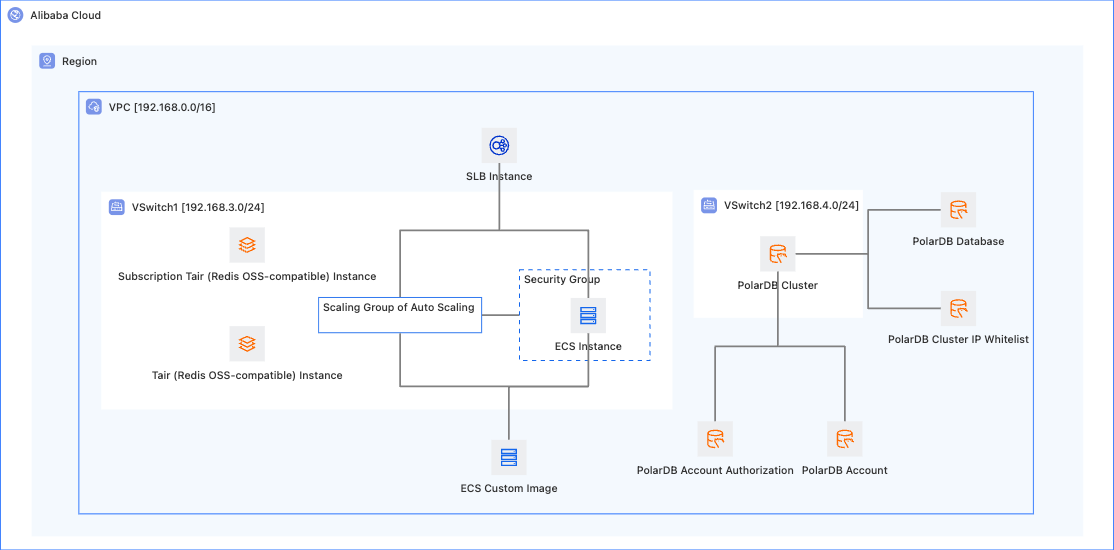 Alibaba Cloud
Region
VPC [192.168.0.0/16]
SLB Instance
VSwitch1 [192.168.3.0/24]
Subscription Tair (Redis OSS-compatible) Instance
Scaling Group of Auto Scaling
Security Group
ECS Instance
Tair (Redis OSS-compatible) Instance
ECS Custom Image
VSwitch2 [192.168.4.0/24]
PolarDB Cluster
PolarDB Database
PolarDB Cluster IP Whitelist
PolarDB Account Authorization
PolarDB Account